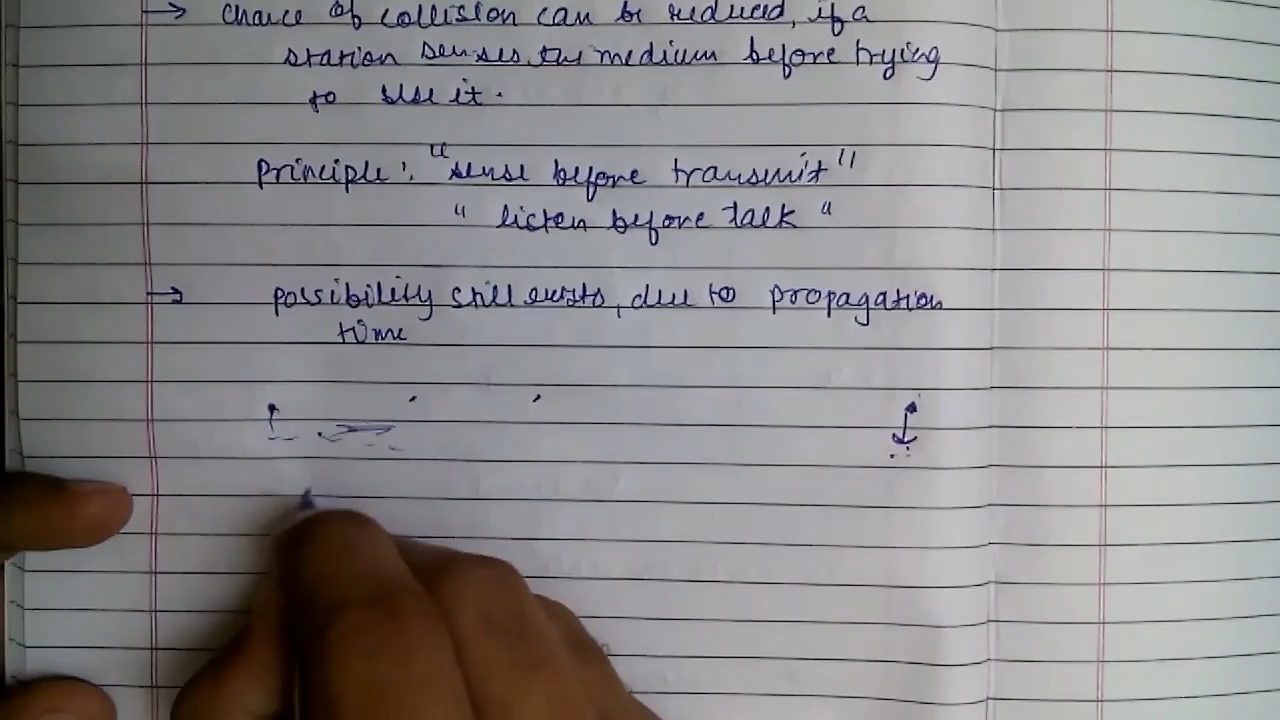 → chance of collision can be reduced, if a
station senses the medium before trying
to use it.
principle: "sense before transmit"
"listen before talk"
→ possibility still exists, due to propagation
time